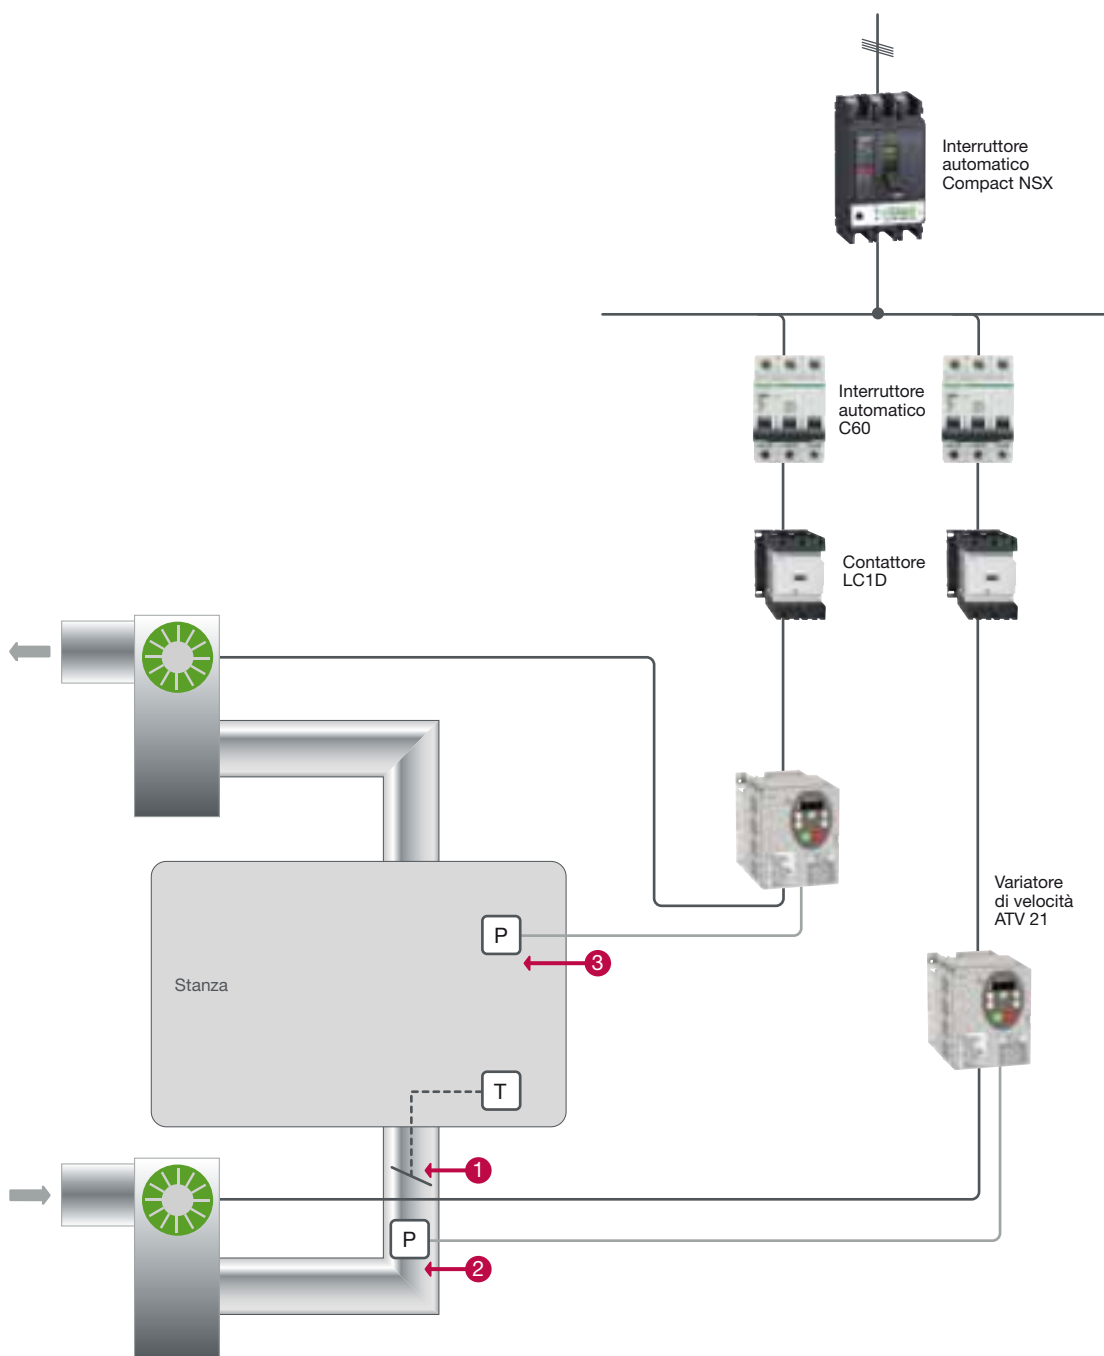 Interruttore
automatico
Compact NSX
Interruttore
automatico
C60
Contattore
LC1D
Variatore
di velocità
ATV 21
P
3
Stanza
T
1
P
2